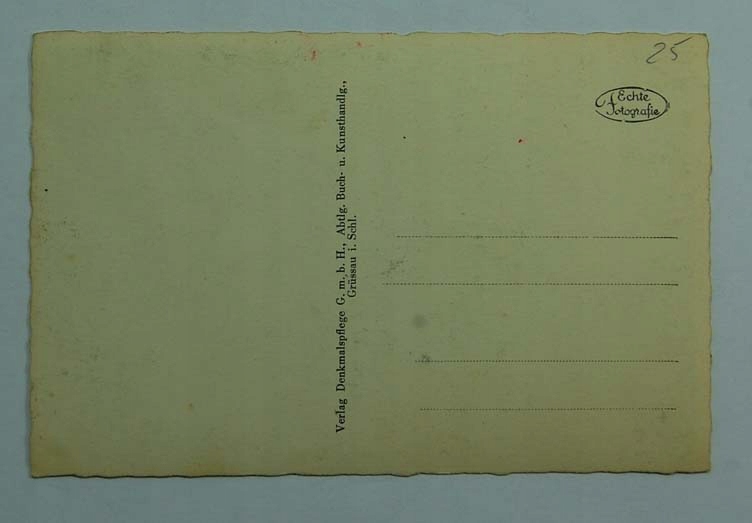 25
Echte
Fotografie
Verlag Denkmalspflege G. m. b. H., Abtlg. Buch- u. Kunsthandlg.,
Grüssau i. Schl.